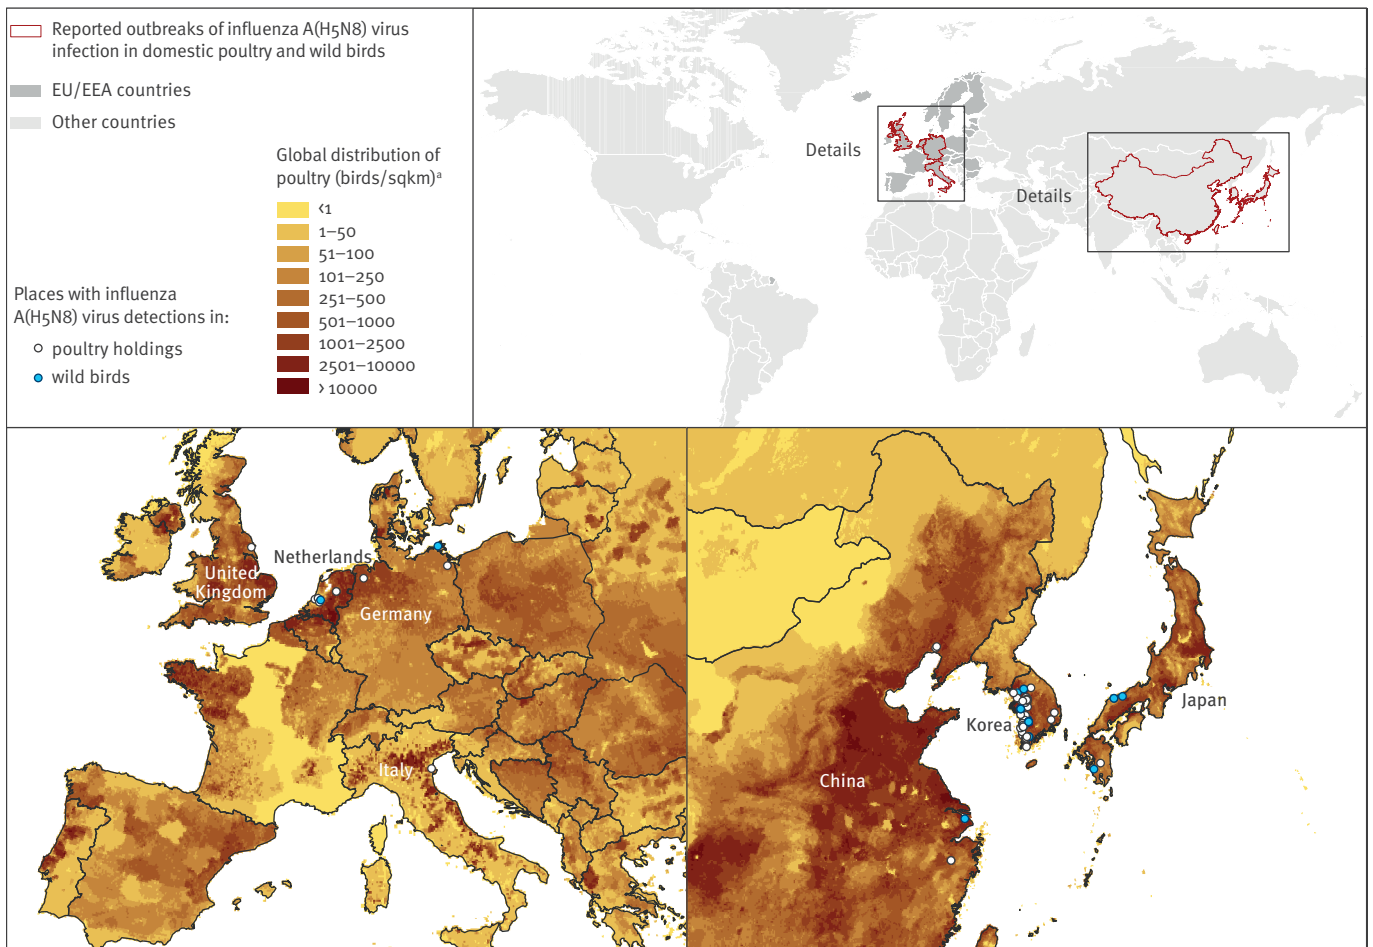 Reported outbreaks of influenza A(H5N8) virus
infection in domestic poultry and wild birds
EU/EEA countries
Other countries
Global distribution of
poultry (birds/sqkm)ᵃ
<1
1–50
51–100
101–250
251–500
501–1000
1001–2500
2501–10000
> 10000
Places with influenza
A(H5N8) virus detections in:
poultry holdings
wild birds
Details
Details
Netherlands
United
Kingdom
Germany
Italy
Korea
Japan
China